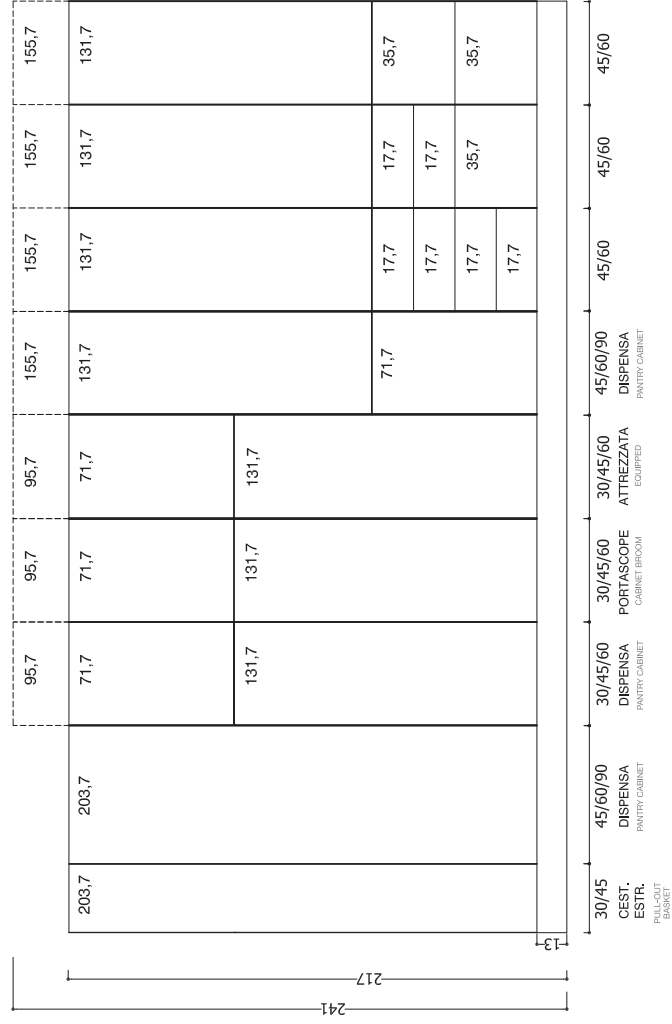 95,7 95,7 95,7 155,7 155,7 155,7 155,7
203,7 203,7 71,7 71,7 71,7 131,7 131,7 131,7 131,7
131,7 131,7 131,7
71,7 17,7 17,7 35,7
17,7 17,7
17,7 35,7 35,7
17,7
241
217
13
30/45
CEST.
ESTR.
PULL-OUT
BASKET
45/60/90
DISPENSA
PANTRY CABINET
30/45/60
DISPENSA
PANTRY CABINET
30/45/60
PORTASCOPE
CABINET BROOM
30/45/60
ATTREZZATA
EQUIPPED
45/60/90
DISPENSA
PANTRY CABINET
45/60
45/60
45/60